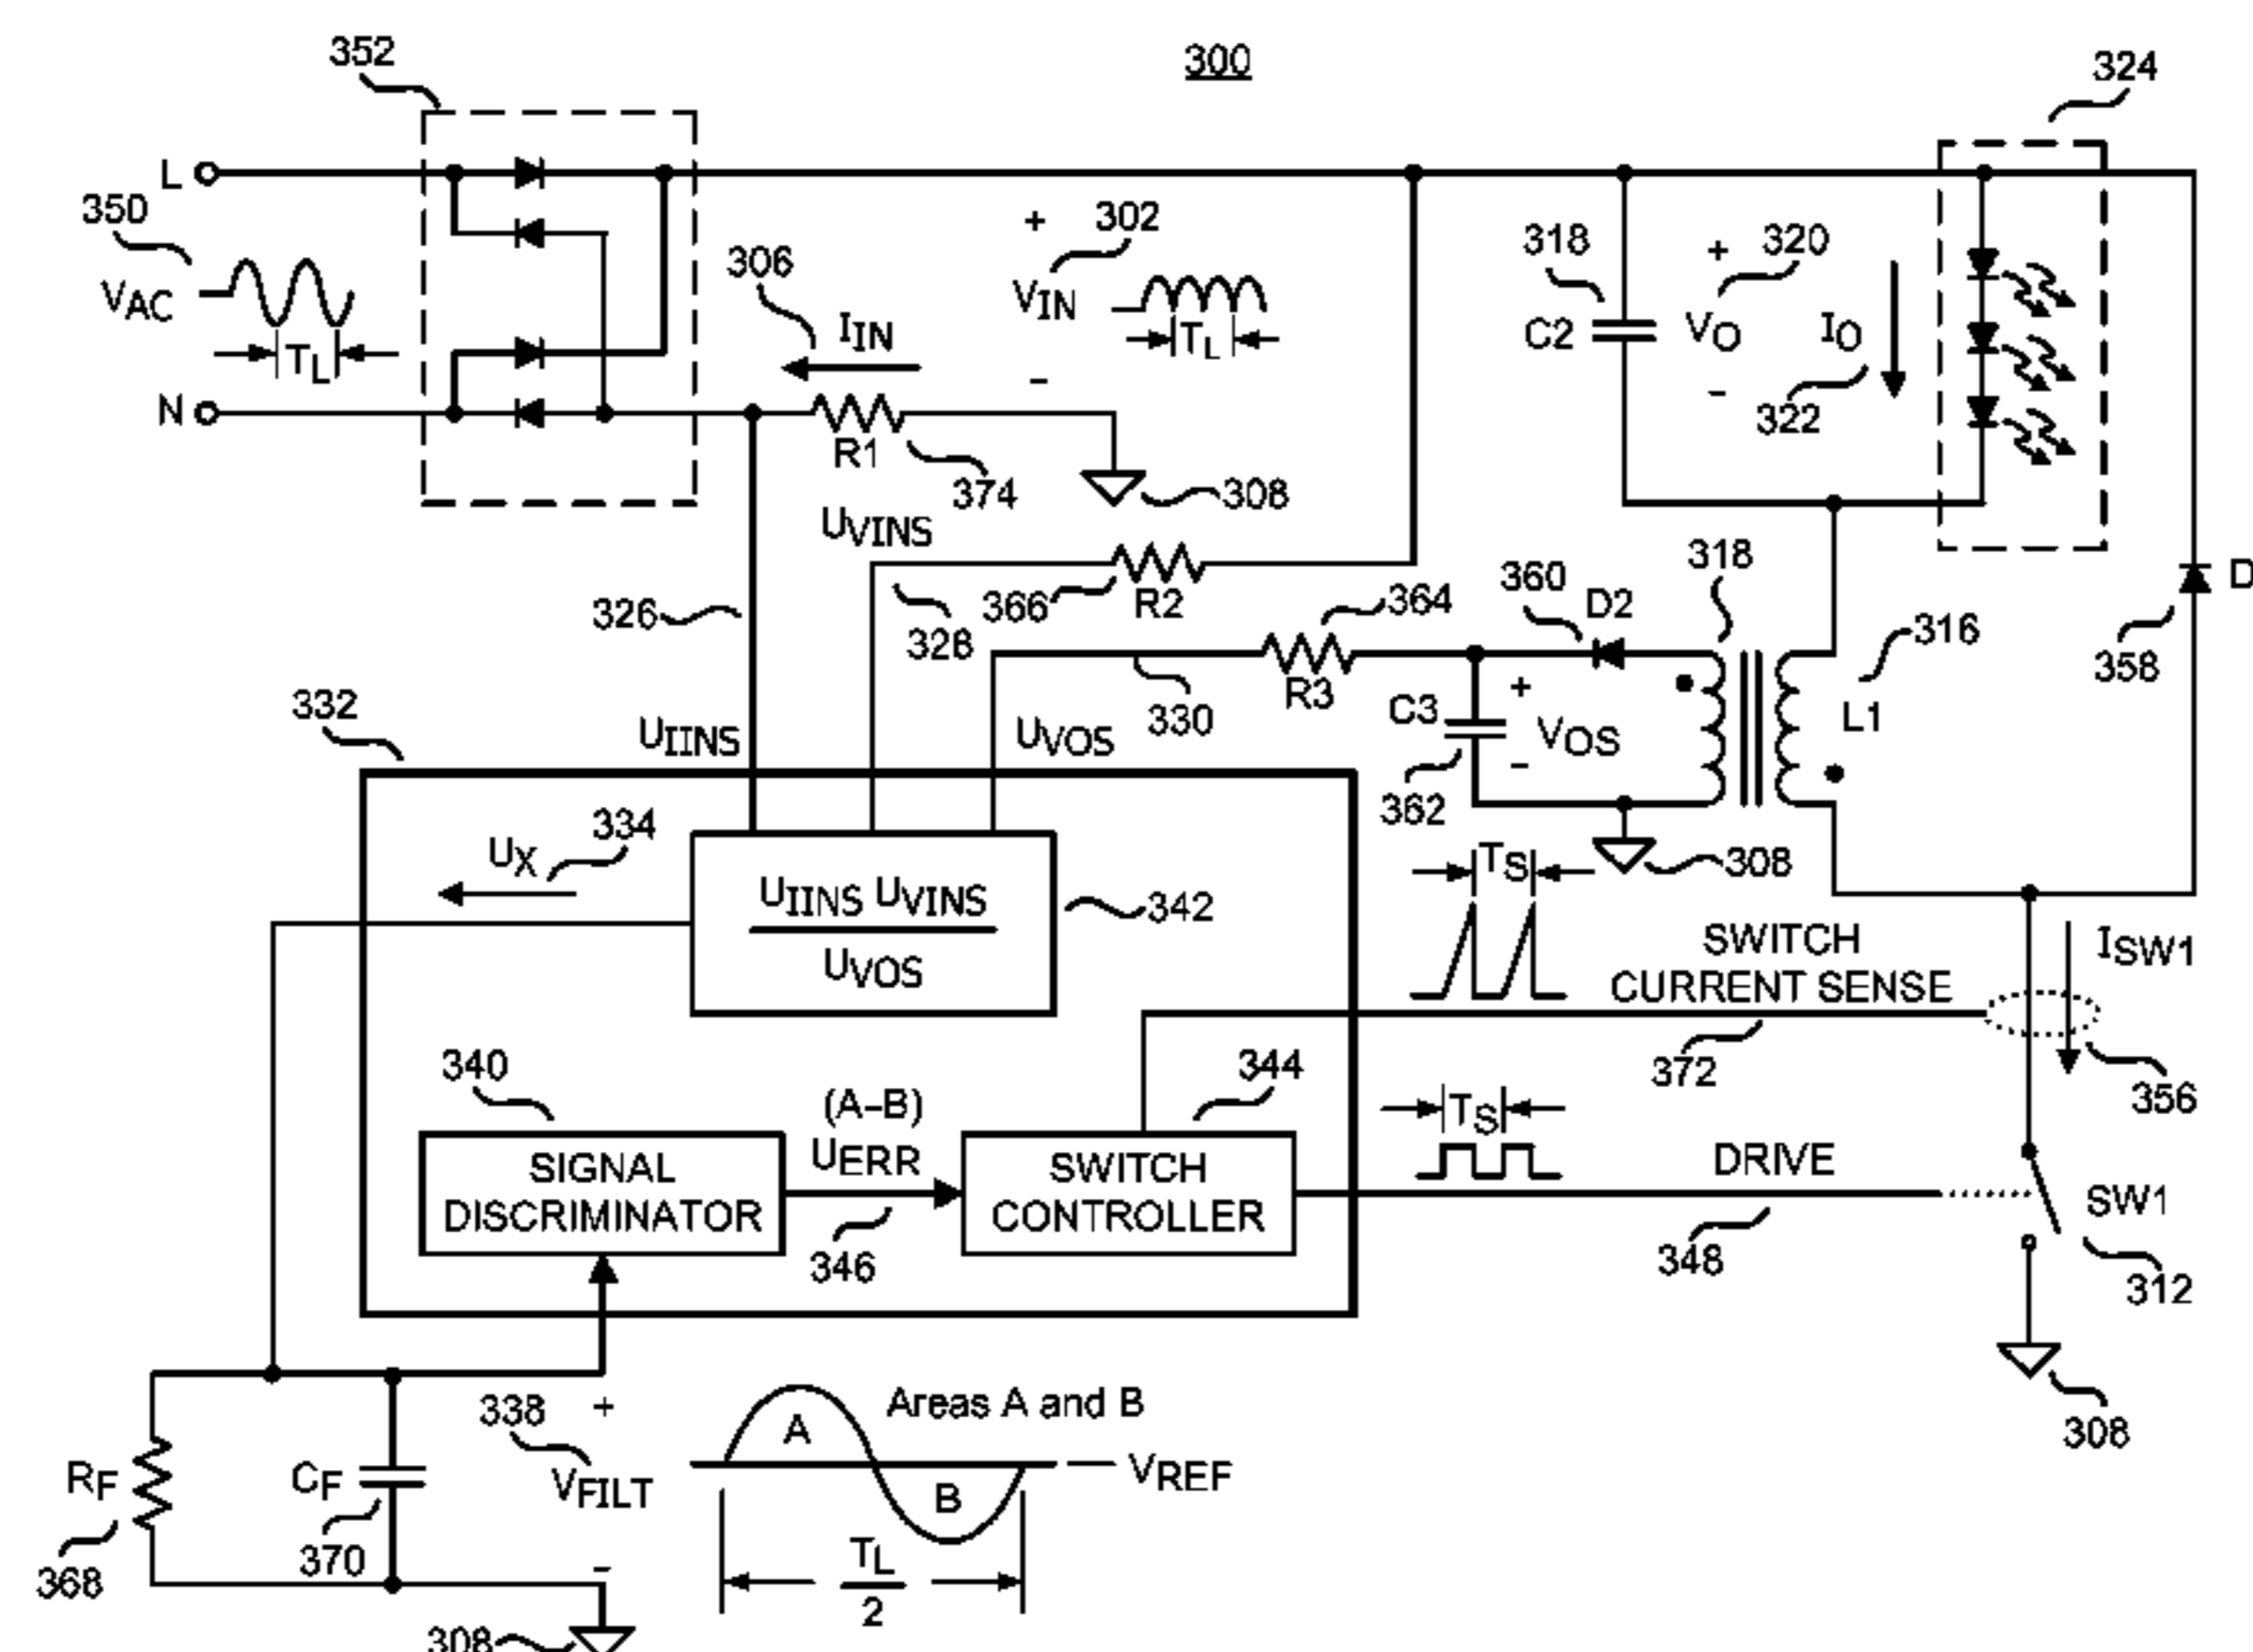 300
352
324
L
350
VAC
TL
N
306
IIN
+
302
VIN
TL
-
R1
374
308
318
C2
+
320
VO
-
IO
322
UVINS
326
328
366
R2
364
360
D2
318
316
358
D
R3
330
C3
+
VOS
-
362
L1
308
332
UIINS
UVOS
UX
334
UIINS UVINS
UVOS
342
TS
SWITCH
CURRENT SENSE
ISW1
372
356
340
(A-B)
344
SIGNAL
DISCRIMINATOR
UERR
346
SWITCH
CONTROLLER
TS
DRIVE
348
SW1
312
308
RF
368
CF
370
338
+
VFILT
-
308
Areas A and B
A
B
VREF
TL
2